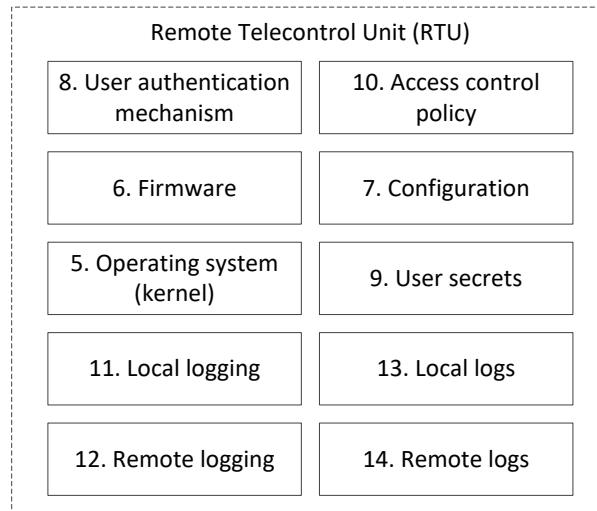 Remote Telecontrol Unit (RTU)
8. User authentication
mechanism
10. Access control
policy
6. Firmware
7. Configuration
5. Operating system
(kernel)
9. User secrets
11. Local logging
13. Local logs
12. Remote logging
14. Remote logs